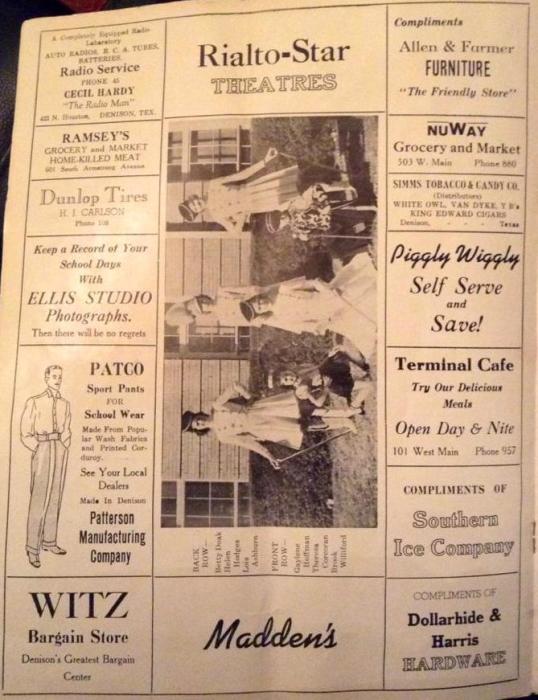 A Completely Equipped Radio
Laboratory
AUTO RADIOS, R. C. A. TUBES,
BATTERIES.
Radio Service
PHONE 45
CECIL HARDY
"The Radio Man"
422 N. Houston, DENISON, TEX.
RAMSEY'S
GROCERY and MARKET
HOME-KILLED MEAT
601 South Armstrong Avenue
Dunlop Tires
H. J. CARLSON
Phone 108
Keep a Record of Your
School Days
With
ELLIS STUDIO
Photographs.
Then there will be no regrets
PATCO
Sport Pants
FOR
School Wear
Made From Popu-
lar Wash Fabrics
and Printed Cor-
duroy.
See Your Local
Dealers
Made In Denison
Patterson
Manufacturing
Company
WITZ
Bargain Store
Denison's Greatest Bargain
Center
Rialto-Star
THEATRES
BACK
ROW—
Betty Doak
Helen
Hodges
Lois
Ashburn
FRONT
ROW—
Gaylene
Huffman
Theresa
Corcoran
Brook
Williford
Madden's
Compliments
Allen & Farmer
FURNITURE
"The Friendly Store"
NUWAY
Grocery and Market
503 W. Main Phone 880
SIMMS TOBACCO & CANDY CO.
(Distributors)
WHITE OWL, VAN DYKE, Y B's
KING EDWARD CIGARS
Denison, - - - Texas
Piggly Wiggly
Self Serve
and
Save!
Terminal Cafe
Try Our Delicious
Meals
Open Day & Nite
101 West Main Phone 957
COMPLIMENTS OF
Southern
Ice Company
COMPLIMENTS OF
Dollarhide &
Harris
HARDWARE